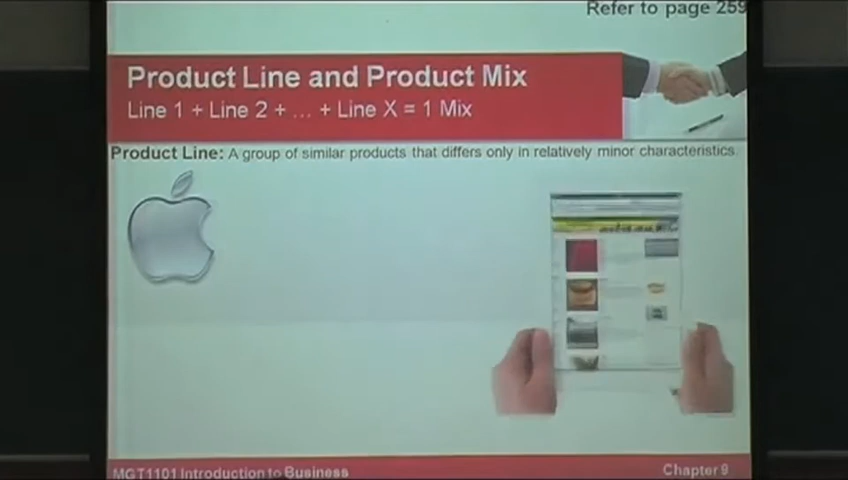 Refer to page 259
Product Line and Product Mix
Line 1 + Line 2 + ... + Line X = 1 Mix
Product Line: A group of similar products that differs only in relatively minor characteristics.
MGT1101 Introduction to Business
Chapter 9